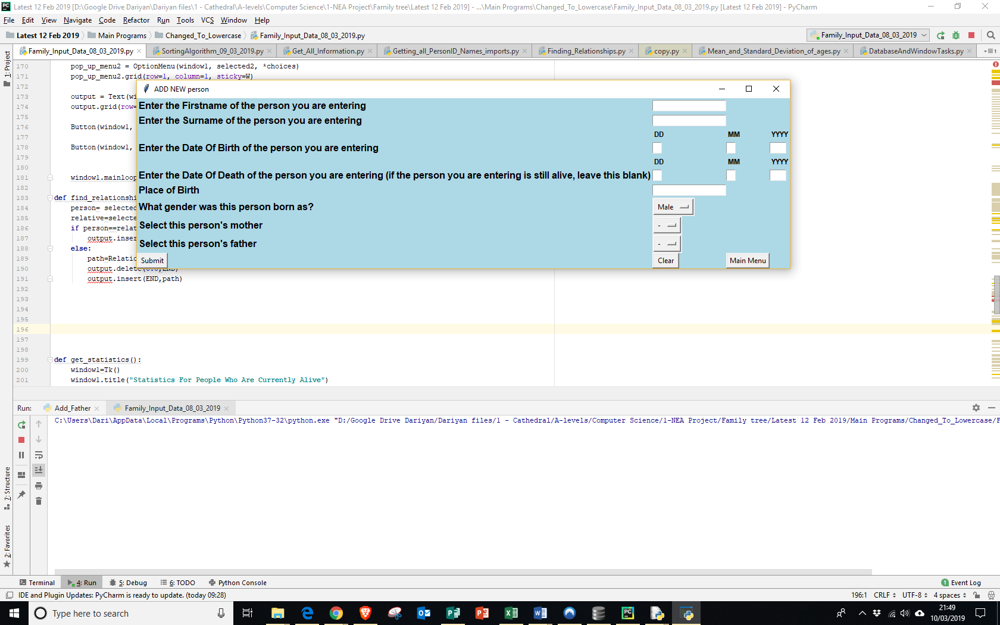 Latest 12 Feb 2019 [D:\Google Drive Dariyan\Dariyan files\1 - Cathedral\A-levels\Computer Science\1-NEA Project\Family tree\Latest 12 Feb 2019] - ...\Main Programs\Changed_To_Lowercase\Family_Input_Data_08_03_2019.py [Latest 12 Feb 2019] - PyCharm
File Edit View Navigate Code Refactor Run Tools VCS Window Help
Latest 12 Feb 2019 Main Programs Changed_To_Lowercase Family_Input_Data_08_03_2019.py Family_Input_Data_08_03_2019
Family_Input_Data_08_03_2019.py SortingAlgorithm_09_03_2019.py Get_All_Information.py Getting_all_PersonID_Names_imports.py Finding_Relationships.py copy.py Mean_and_Standard_Deviation_of_ages.py DatabaseAndWindowTasks.py
1: Project
170 pop_up_menu2 = OptionMenu(window1, selected2, *choices)
171 pop_up_menu2.grid(row=1, column=1, sticky=W)
172
173 output = Text(wi
174 output.grid(row=
175
176 Button(window1,
177
178 Button(window1,
179
180
181 window1.mainloop
182
183 def find_relationshi
184 person= selected
185 relative=selecte
186 if person==relat
187 output.inser
188 else:
189 path=Relatio
190 output.delete(0.0,END)
191 output.insert(END,path)
192
193
194
195
196
197
198
199 def get_statistics():
200 window1=Tk()
201 window1.title("Statistics For People Who Are Currently Alive")
ADD NEW person
Enter the Firstname of the person you are entering
Enter the Surname of the person you are entering
DD MM YYYY
Enter the Date Of Birth of the person you are entering
DD MM YYYY
Enter the Date Of Death of the person you are entering (if the person you are entering is still alive, leave this blank)
Place of Birth
What gender was this person born as? Male
Select this person's mother -
Select this person's father -
Submit Clear Main Menu
Run: Add_Father Family_Input_Data_08_03_2019
C:\Users\Dari\AppData\Local\Programs\Python\Python37-32\python.exe "D:/Google Drive Dariyan/Dariyan files/1 - Cathedral/A-levels/Computer Science/1-NEA Project/Family tree/Latest 12 Feb 2019/Main Programs/Changed_To_Lowercase/F
7: Structure
2: Favorites
Terminal 4: Run 5: Debug 6: TODO Python Console 1 Event Log
IDE and Plugin Updates: PyCharm is ready to update. (today 09:28) 196:1 CRLF UTF-8 4 spaces
Type here to search
21:49
10/03/2019